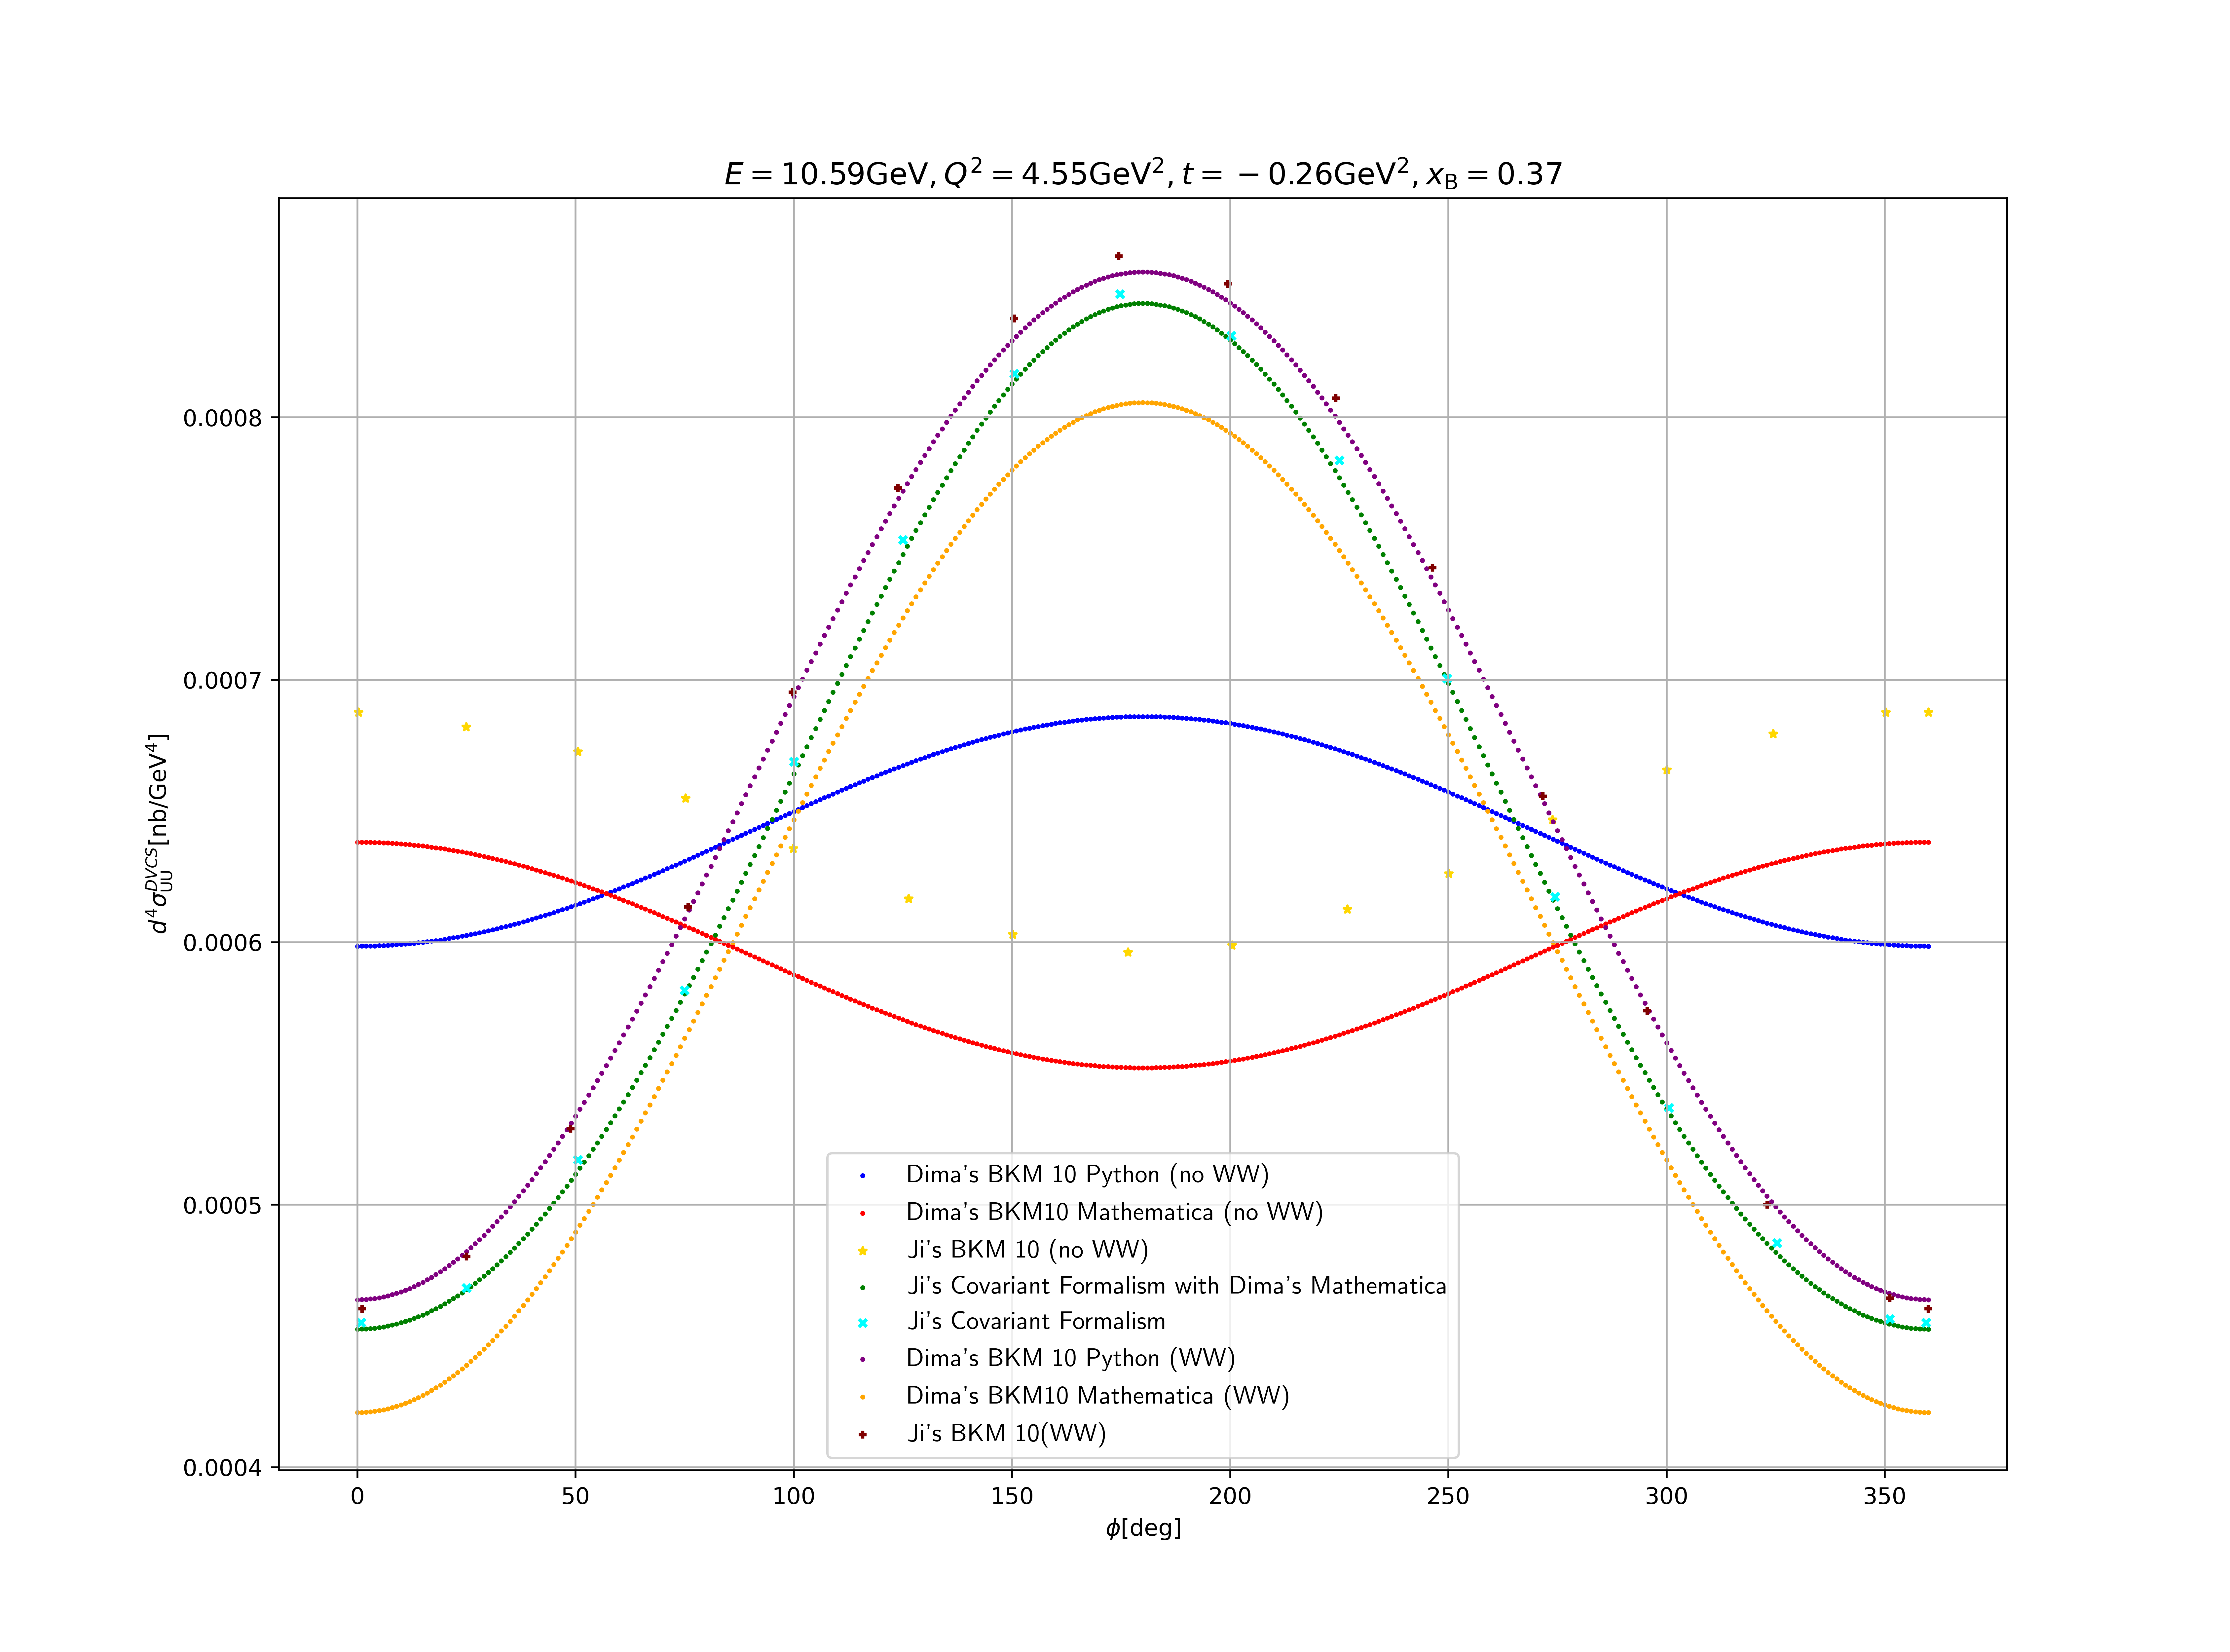 E = 10.59GeV, Q² = 4.55GeV², t = −0.26GeV², x_B = 0.37
d⁴σ_UU^DVCS[nb/GeV⁴]
0.0008
0.0007
0.0006
0.0005
0.0004
Dima's BKM 10 Python (no WW)
Dima's BKM10 Mathematica (no WW)
Ji's BKM 10 (no WW)
Ji's Covariant Formalism with Dima's Mathematica
Ji's Covariant Formalism
Dima's BKM 10 Python (WW)
Dima's BKM10 Mathematica (WW)
Ji's BKM 10(WW)
0 50 100 150 200 250 300 350
ϕ[deg]